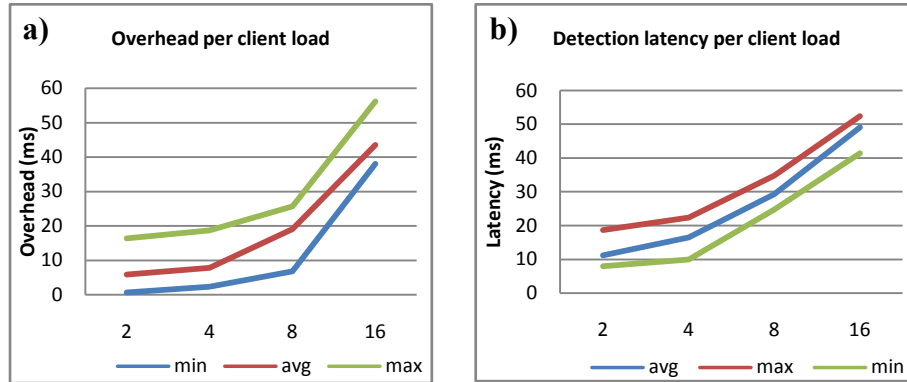 a)
Overhead per client load
60
50
40
30
20
10
0
Overhead (ms)
2 4 8 16
min avg max
b)
Detection latency per client load
60
50
40
30
20
10
0
Latency (ms)
2 4 8 16
avg max min